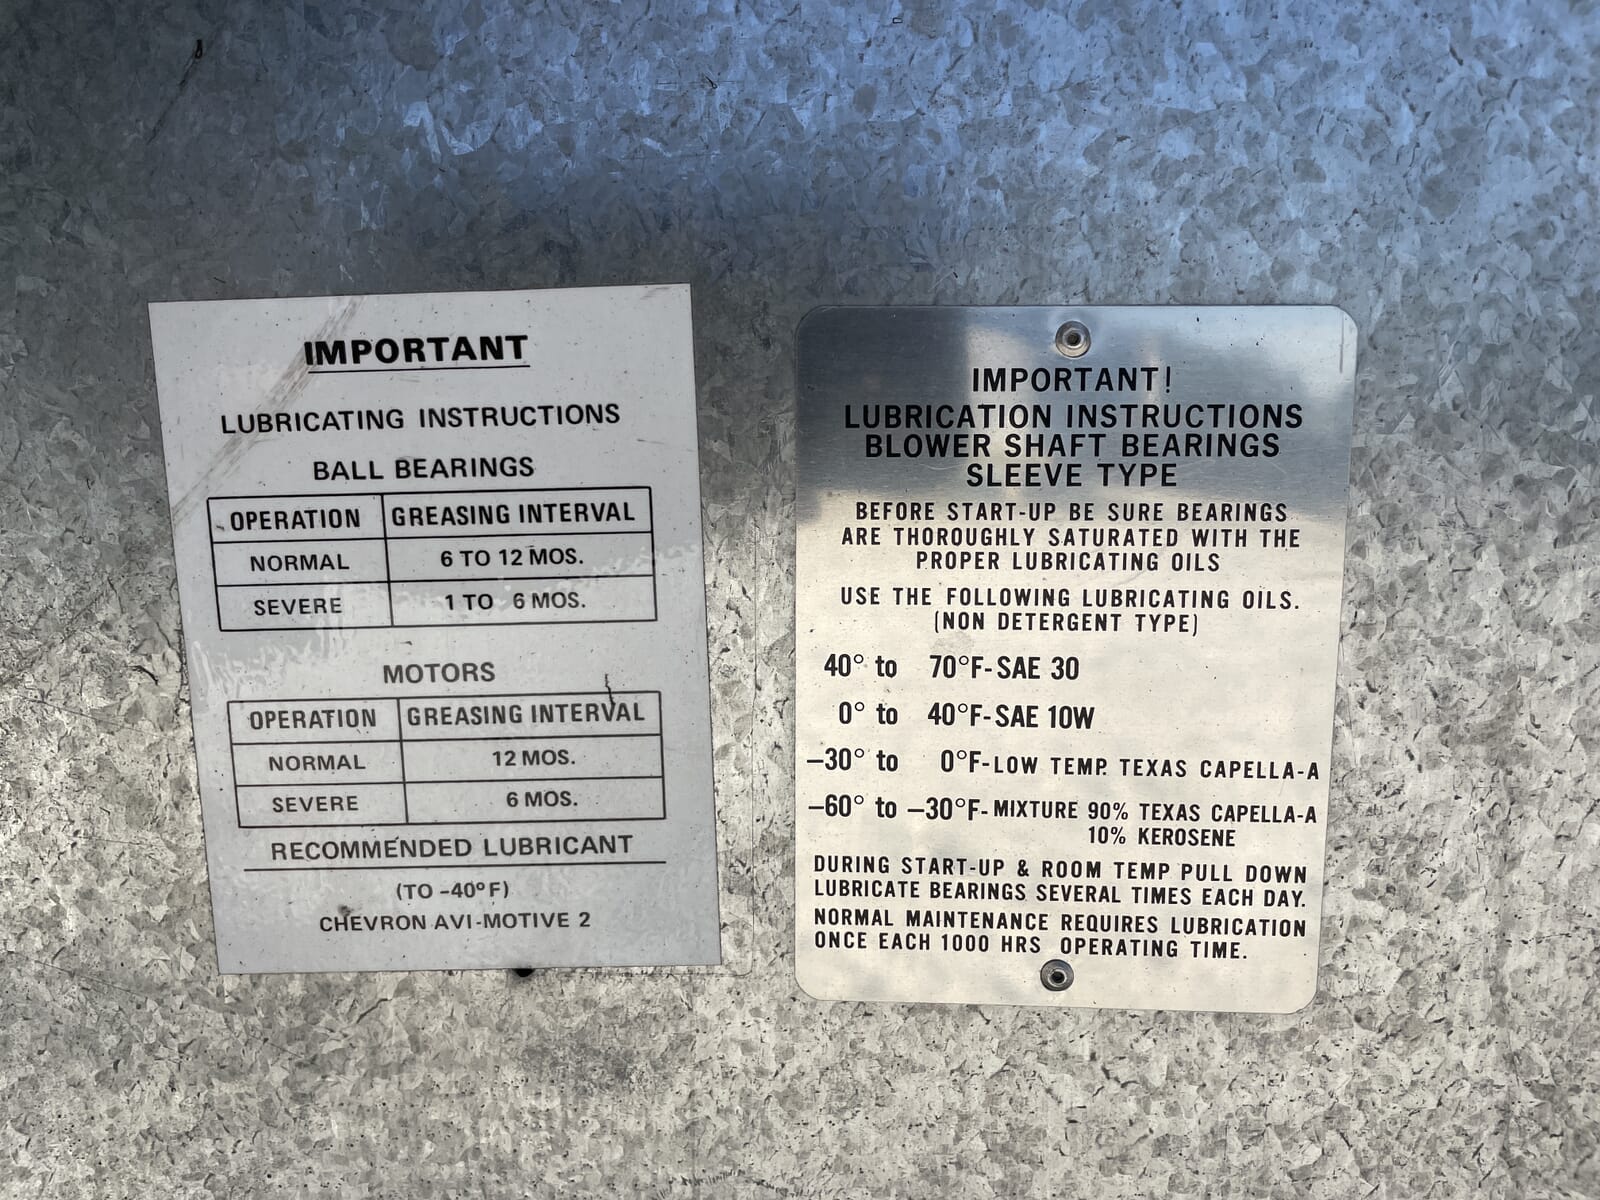 IMPORTANT
LUBRICATING INSTRUCTIONS
BALL BEARINGS
OPERATION GREASING INTERVAL
NORMAL 6 TO 12 MOS.
SEVERE 1 TO 6 MOS.
MOTORS
OPERATION GREASING INTERVAL
NORMAL 12 MOS.
SEVERE 6 MOS.
RECOMMENDED LUBRICANT
(TO -40°F)
CHEVRON AVI-MOTIVE 2
IMPORTANT!
LUBRICATION INSTRUCTIONS
BLOWER SHAFT BEARINGS
SLEEVE TYPE
BEFORE START-UP BE SURE BEARINGS
ARE THOROUGHLY SATURATED WITH THE
PROPER LUBRICATING OILS
USE THE FOLLOWING LUBRICATING OILS.
(NON DETERGENT TYPE)
40° to 70°F-SAE 30
0° to 40°F-SAE 10W
-30° to 0°F-LOW TEMP. TEXAS CAPELLA-A
-60° to -30°F-MIXTURE 90% TEXAS CAPELLA-A
10% KEROSENE
DURING START-UP & ROOM TEMP PULL DOWN
LUBRICATE BEARINGS SEVERAL TIMES EACH DAY.
NORMAL MAINTENANCE REQUIRES LUBRICATION
ONCE EACH 1000 HRS OPERATING TIME.